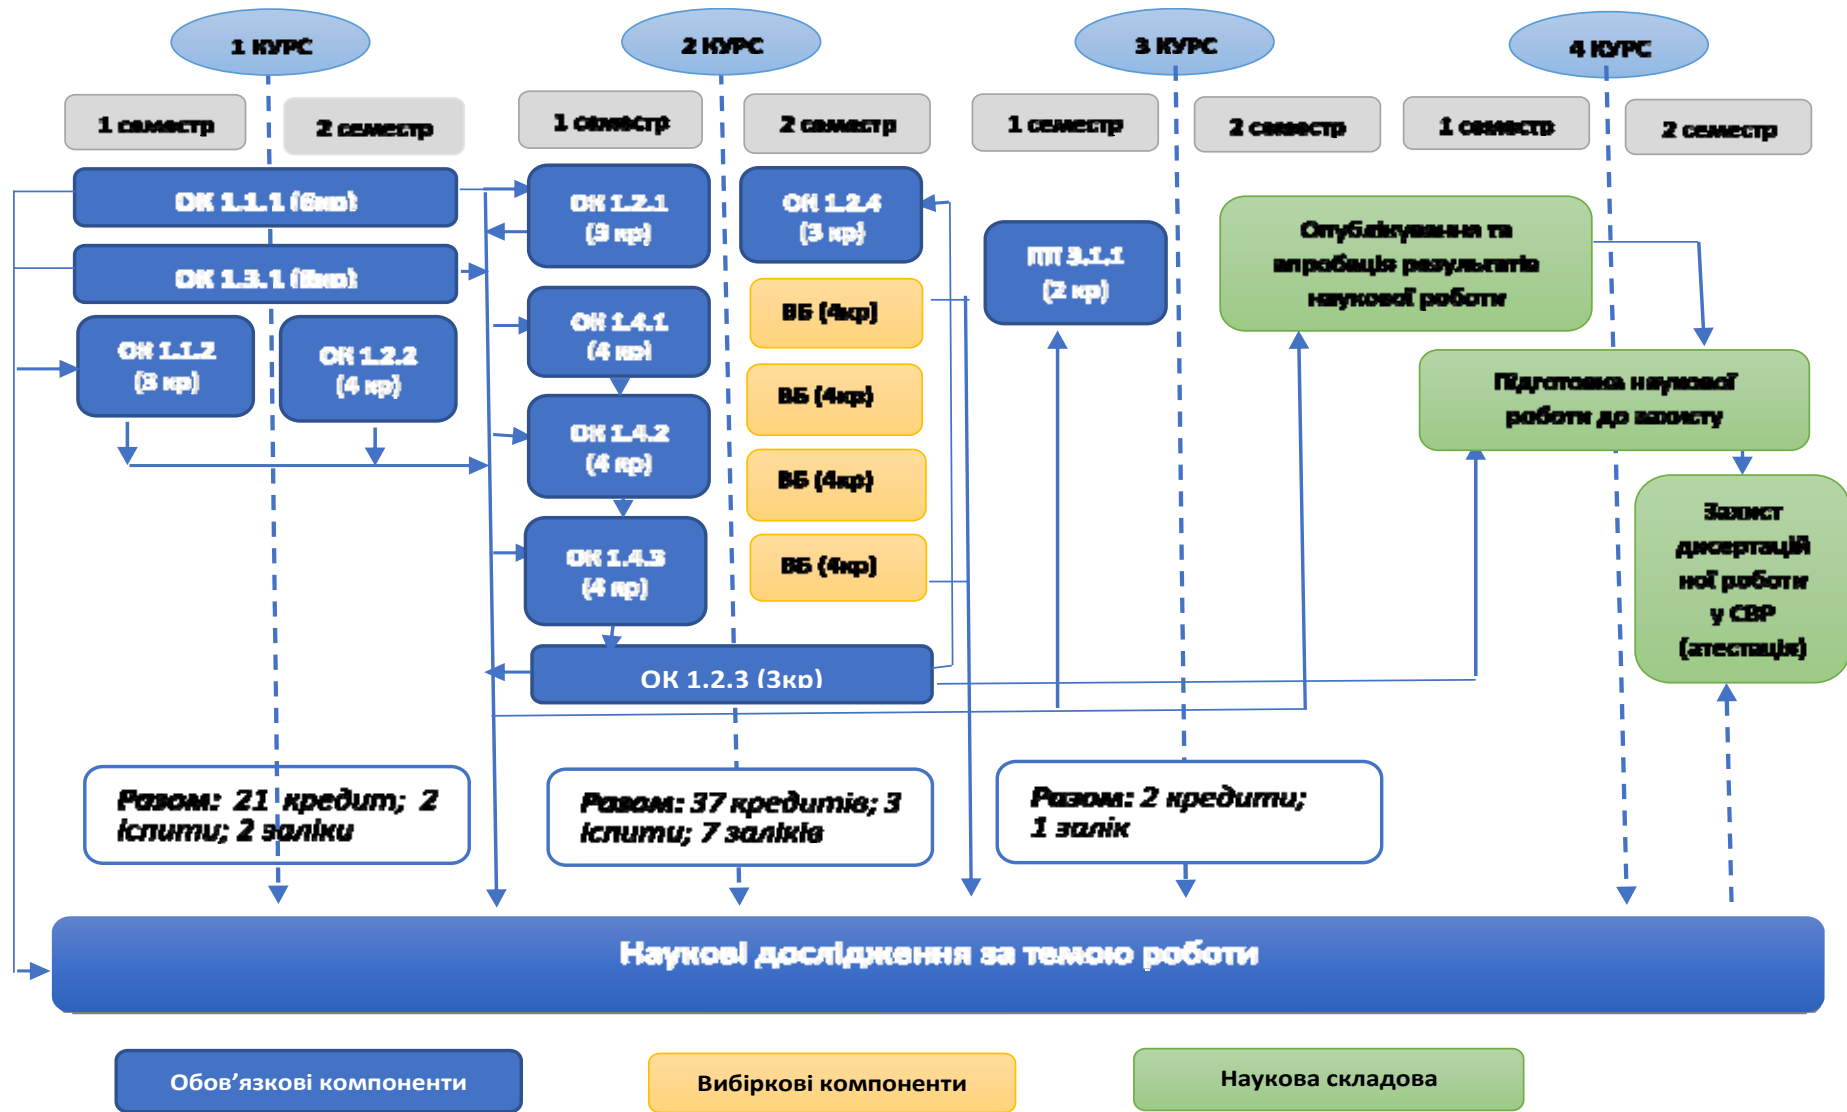 1 КУРС
2 КУРС
3 КУРС
4 КУРС
1 семестр
2 семестр
1 семестр
2 семестр
1 семестр
2 семестр
1 семестр
2 семестр
ОК 1.1.1 (6кр)
ОК 1.3.1 (8кр)
ОК 1.1.2
(3 кр)
ОК 1.2.2
(4 кр)
ОК 1.2.1
(3 кр)
ОК 1.4.1
(4 кр)
ОК 1.4.2
(4 кр)
ОК 1.4.3
(4 кр)
ОК 1.2.3 (3кр)
ОК 1.2.4
(3 кр)
ВБ (4кр)
ВБ (4кр)
ВБ (4кр)
ВБ (4кр)
ПП 3.1.1
(2 кр)
Опублікування та
апробація результатів
наукової роботи
Підготовка наукової
роботи до захисту
Захист
дисертацій
ної роботи
у СВР
(атестація)
Разом: 21 кредит; 2
іспити; 2 заліки
Разом: 37 кредитів; 3
іспити; 7 заліків
Разом: 2 кредити;
1 залік
Наукові дослідження за темою роботи
Обов’язкові компоненти
Вибіркові компоненти
Наукова складова